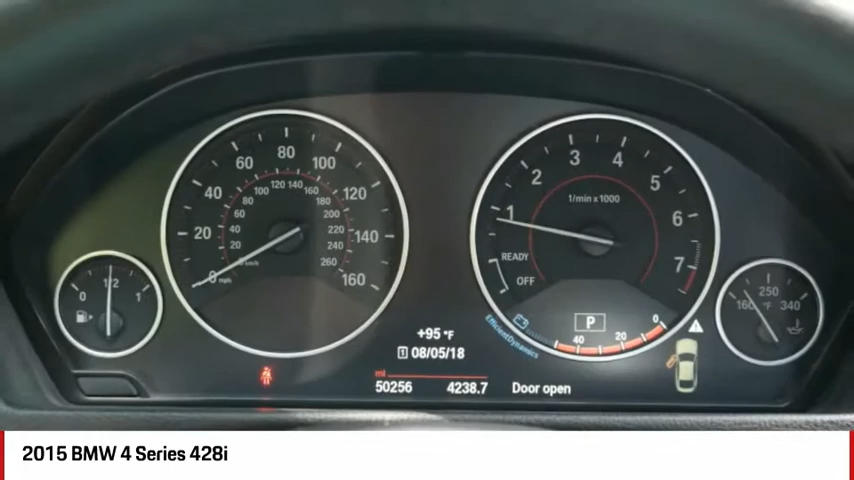 0 1/2 1
0 20 40 60 80 100 120 140 160
mph
0 20 40 60 80 100 120 140 160 180 200 220 240 260
km/h
1 2 3 4 5 6 7
1/min x1000
READY
OFF
P
40 20 0
EfficientDynamics
160 250 340
°F
+95 °F
08/05/18
mi
50256 4238.7 Door open
2015 BMW 4 Series 428i